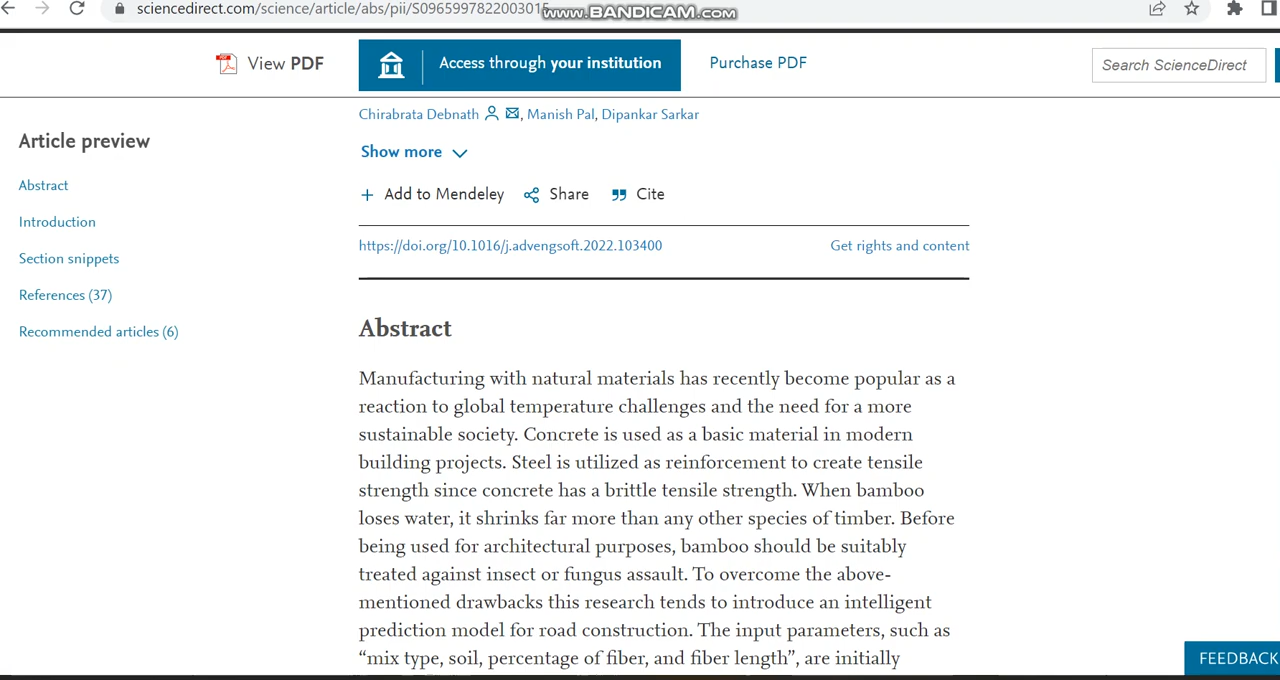 sciencedirect.com/science/article/abs/pii/S0965997822003015
www.BANDICAM.com
View PDF
Access through your institution
Purchase PDF
Search ScienceDirect
Chirabrata Debnath, Manish Pal, Dipankar Sarkar
Article preview
Show more
Abstract
Add to Mendeley Share Cite
Introduction
https://doi.org/10.1016/j.advengsoft.2022.103400
Get rights and content
Section snippets
References (37)
Recommended articles (6)
Abstract
Manufacturing with natural materials has recently become popular as a
reaction to global temperature challenges and the need for a more
sustainable society. Concrete is used as a basic material in modern
building projects. Steel is utilized as reinforcement to create tensile
strength since concrete has a brittle tensile strength. When bamboo
loses water, it shrinks far more than any other species of timber. Before
being used for architectural purposes, bamboo should be suitably
treated against insect or fungus assault. To overcome the above-
mentioned drawbacks this research tends to introduce an intelligent
prediction model for road construction. The input parameters, such as
“mix type, soil, percentage of fiber, and fiber length”, are initially
FEEDBACK